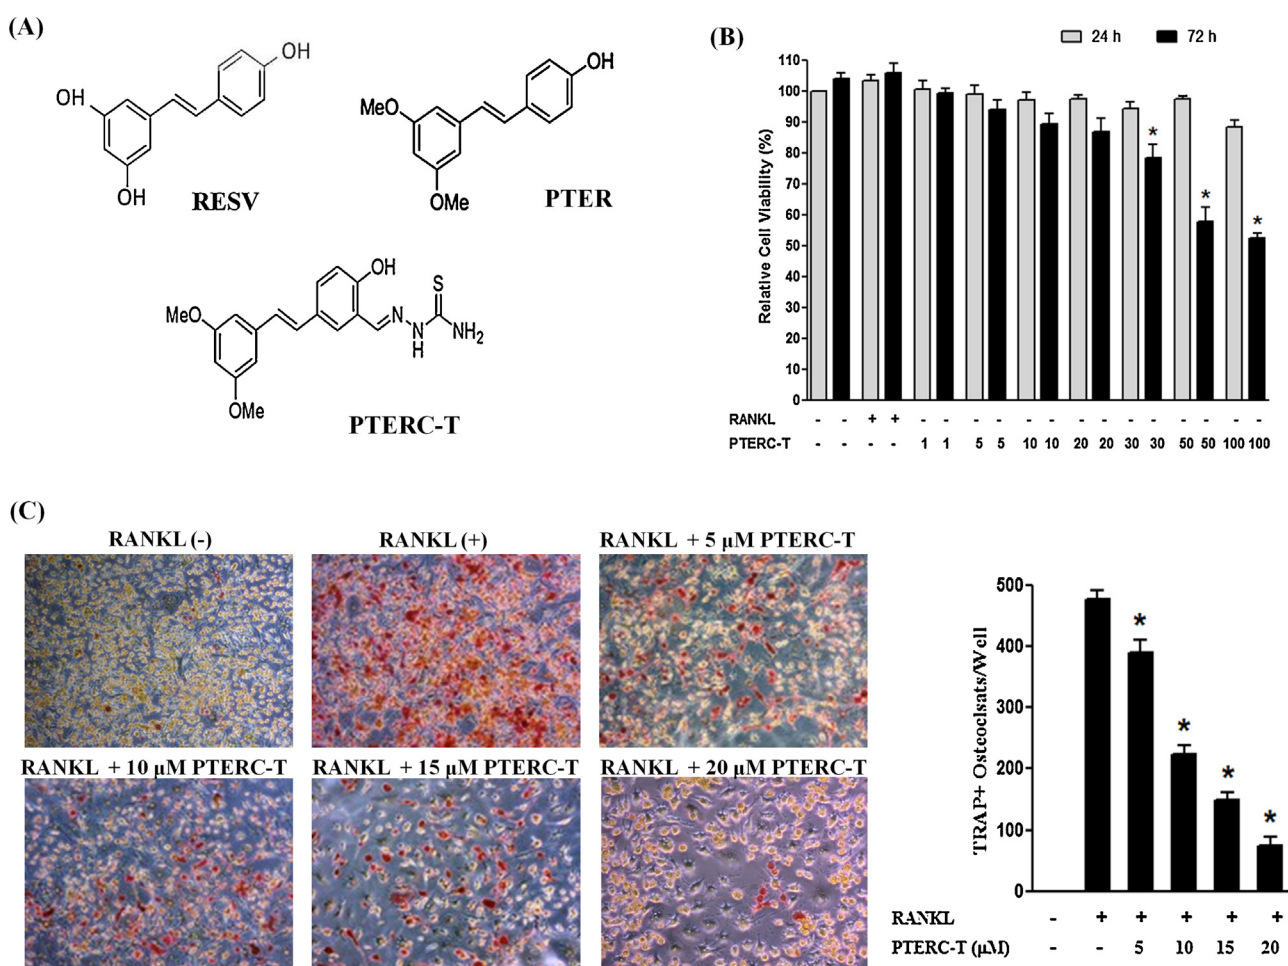 (A)
OH
OH
OH
RESV
OH
MeO
OMe
PTER
OH
MeO
OMe
N
N
H
S
NH2
PTERC-T
(B)
24 h
72 h
Relative Cell Viability (%)
110
100
90
80
70
60
50
40
30
20
10
0
* * *
RANKL - - + + - - - - - - - - - - - - - -
PTERC-T - - - - 1 1 5 5 10 10 20 20 30 30 50 50 100 100
(C)
RANKL (-)
RANKL (+)
RANKL + 5 µM PTERC-T
RANKL + 10 µM PTERC-T
RANKL + 15 µM PTERC-T
RANKL + 20 µM PTERC-T
TRAP+ Osteoclsats/Well
500
400
300
200
100
0
* * * *
RANKL - + + + + +
PTERC-T (µM) - - 5 10 15 20